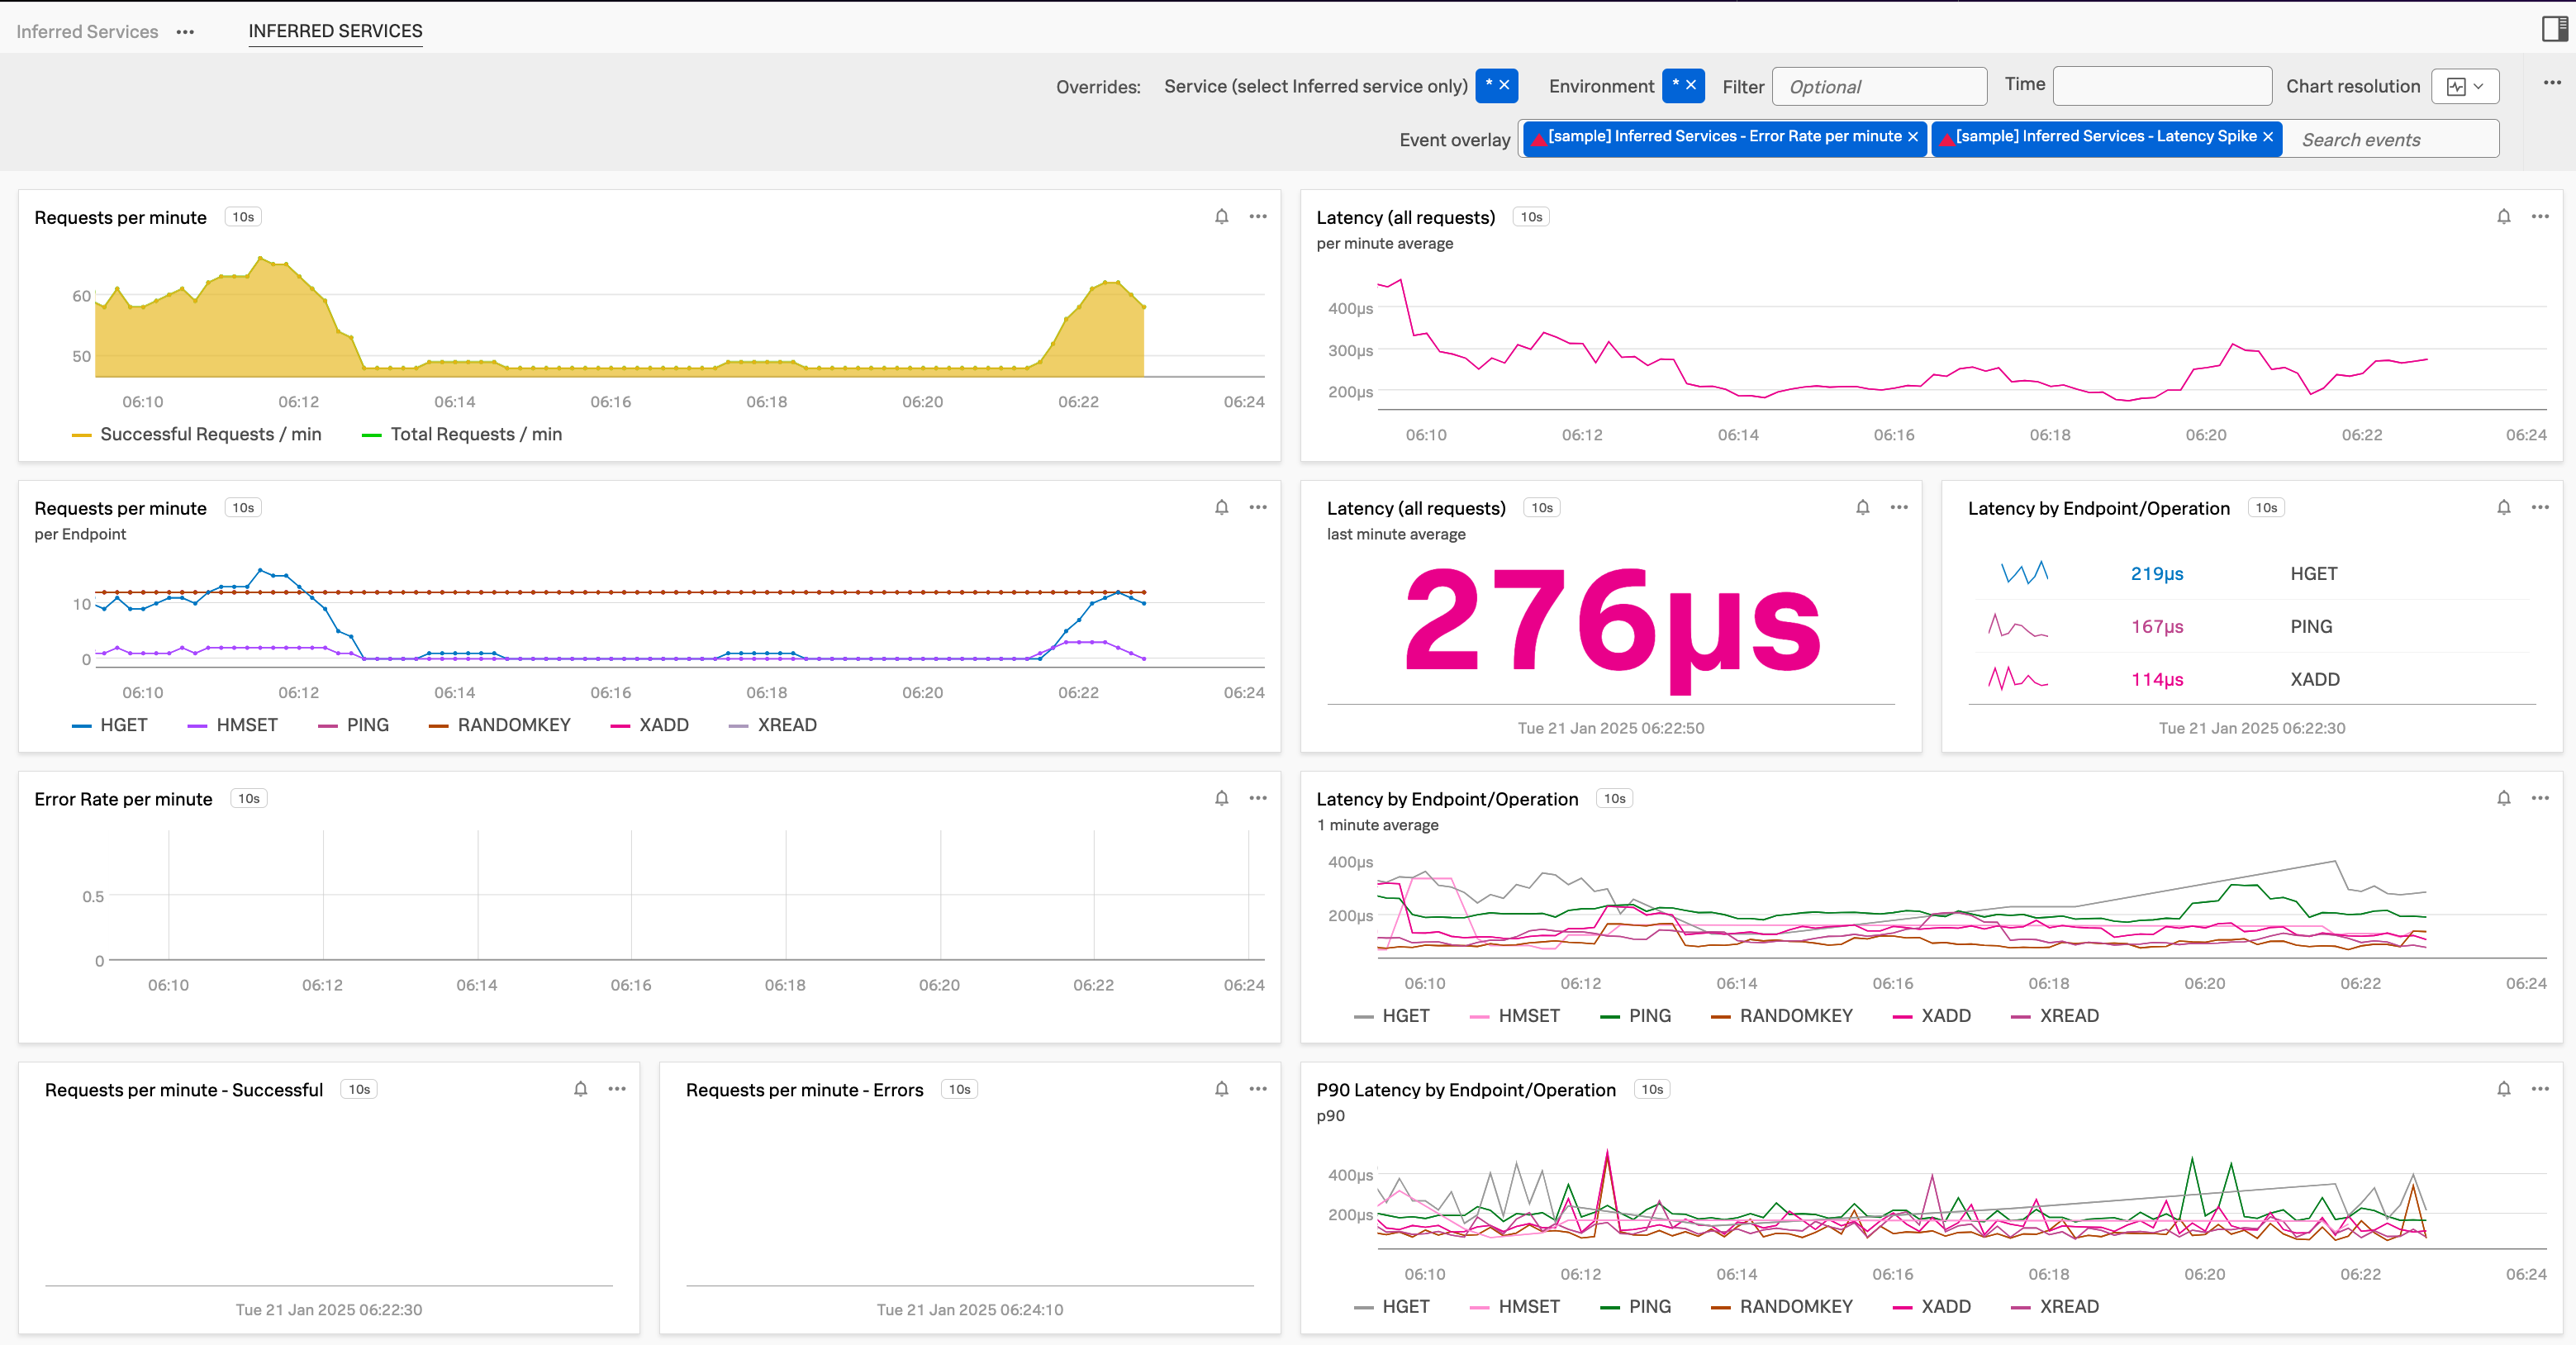 Inferred Services ••• INFERRED SERVICES
Overrides: Service (select Inferred service only) * × Environment * × Filter Optional Time Chart resolution
Event overlay [sample] Inferred Services - Error Rate per minute × [sample] Inferred Services - Latency Spike × Search events
Requests per minute 10s
60
50
06:10 06:12 06:14 06:16 06:18 06:20 06:22 06:24
Successful Requests / min Total Requests / min
Latency (all requests) 10s
per minute average
400µs
300µs
200µs
06:10 06:12 06:14 06:16 06:18 06:20 06:22 06:24
Requests per minute 10s
per Endpoint
10
0
06:10 06:12 06:14 06:16 06:18 06:20 06:22 06:24
HGET HMSET PING RANDOMKEY XADD XREAD
Latency (all requests) 10s
last minute average
276µs
Tue 21 Jan 2025 06:22:50
Latency by Endpoint/Operation 10s
219µs HGET
167µs PING
114µs XADD
Tue 21 Jan 2025 06:22:30
Error Rate per minute 10s
0.5
0
06:10 06:12 06:14 06:16 06:18 06:20 06:22 06:24
Latency by Endpoint/Operation 10s
1 minute average
400µs
200µs
06:10 06:12 06:14 06:16 06:18 06:20 06:22 06:24
HGET HMSET PING RANDOMKEY XADD XREAD
Requests per minute - Successful 10s
Tue 21 Jan 2025 06:22:30
Requests per minute - Errors 10s
Tue 21 Jan 2025 06:24:10
P90 Latency by Endpoint/Operation 10s
p90
400µs
200µs
06:10 06:12 06:14 06:16 06:18 06:20 06:22 06:24
HGET HMSET PING RANDOMKEY XADD XREAD